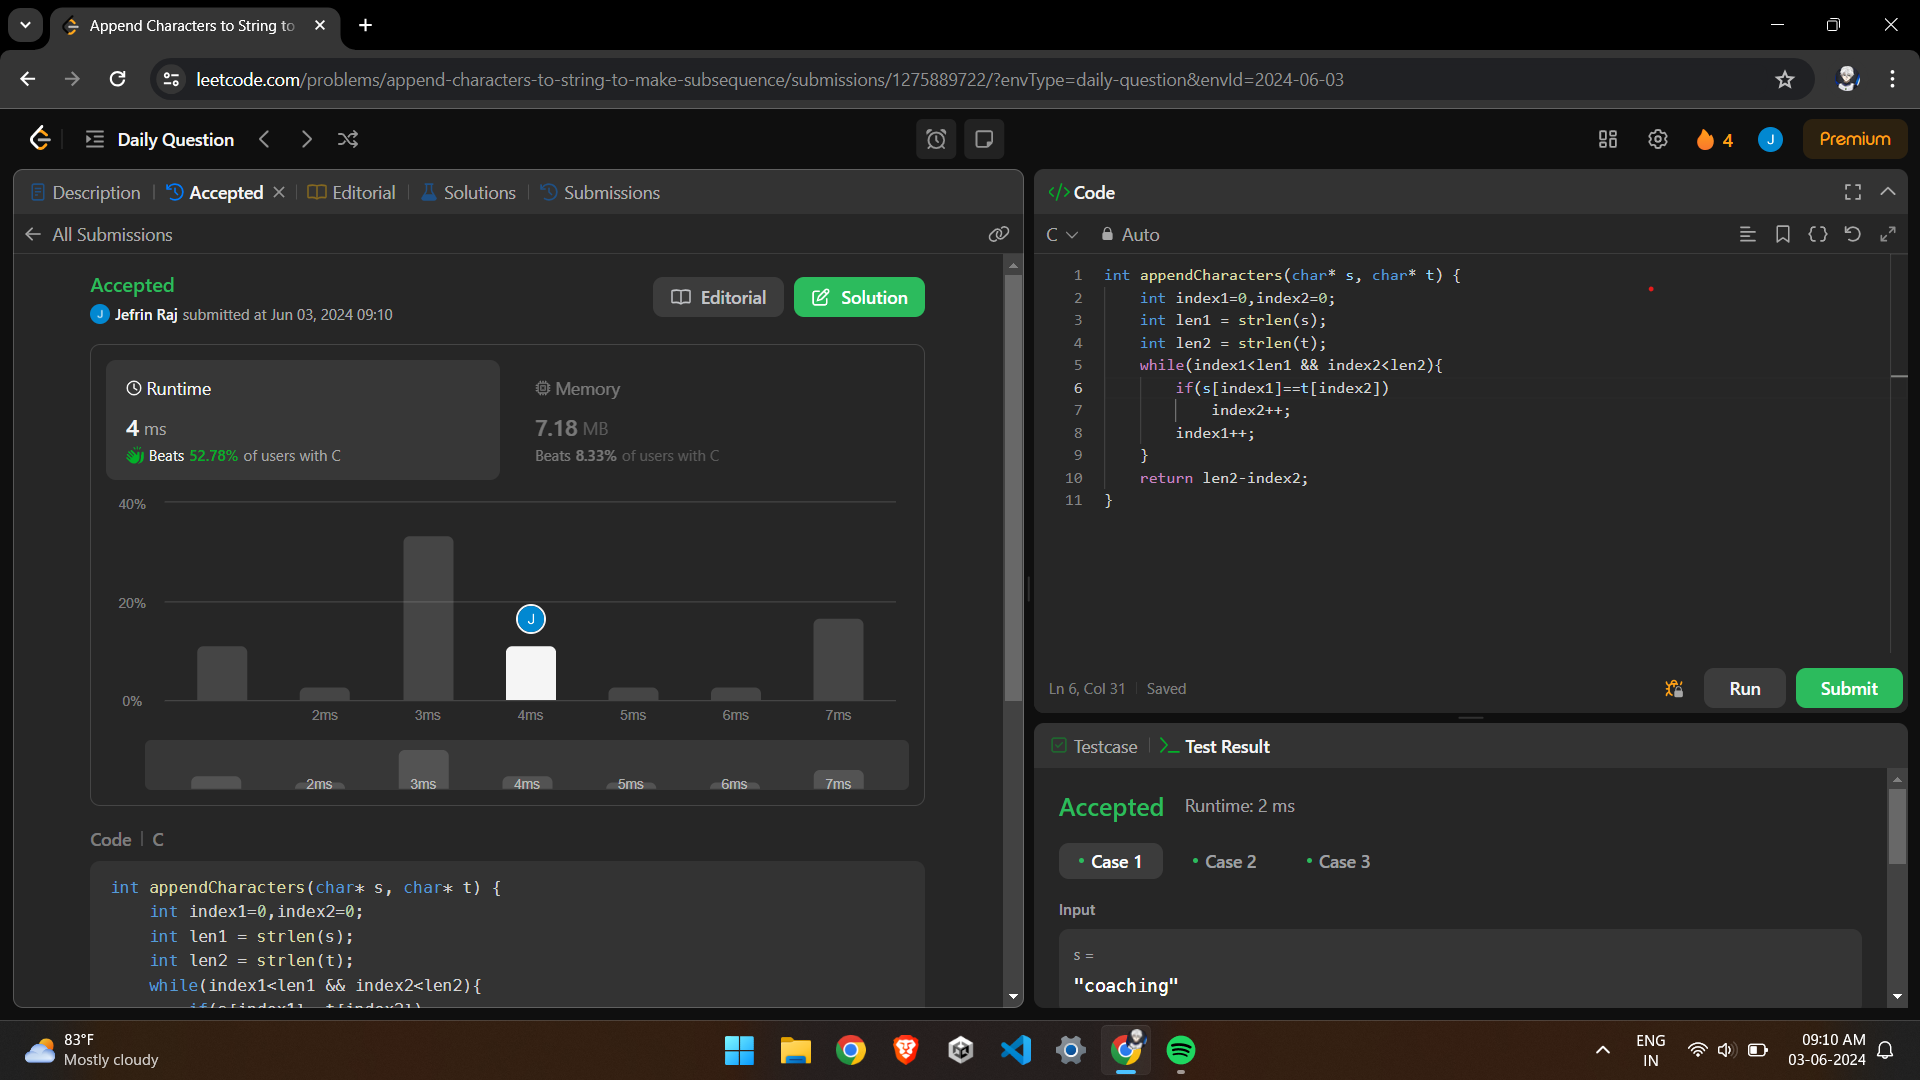 Append Characters to String to
leetcode.com/problems/append-characters-to-string-to-make-subsequence/submissions/1275889722/?envType=daily-question&envId=2024-06-03
Daily Question
4
J
Premium
Description
Accepted
Editorial
Solutions
Submissions
All Submissions
Accepted
J Jefrin Raj submitted at Jun 03, 2024 09:10
Editorial
Solution
Runtime
4 ms
Beats 52.78% of users with C
Memory
7.18 MB
Beats 8.33% of users with C
40%
20%
0%
J
2ms 3ms 4ms 5ms 6ms 7ms
2ms 3ms 4ms 5ms 6ms 7ms
Code | C
int appendCharacters(char* s, char* t) {
int index1=0,index2=0;
int len1 = strlen(s);
int len2 = strlen(t);
while(index1<len1 && index2<len2){
</> Code
C
Auto
1 int appendCharacters(char* s, char* t) {
2 int index1=0,index2=0;
3 int len1 = strlen(s);
4 int len2 = strlen(t);
5 while(index1<len1 && index2<len2){
6 if(s[index1]==t[index2])
7 index2++;
8 index1++;
9 }
10 return len2-index2;
11 }
Ln 6, Col 31 | Saved
Run
Submit
Testcase
Test Result
Accepted Runtime: 2 ms
Case 1
Case 2
Case 3
Input
s =
"coaching"
83°F
Mostly cloudy
ENG
IN
09:10 AM
03-06-2024